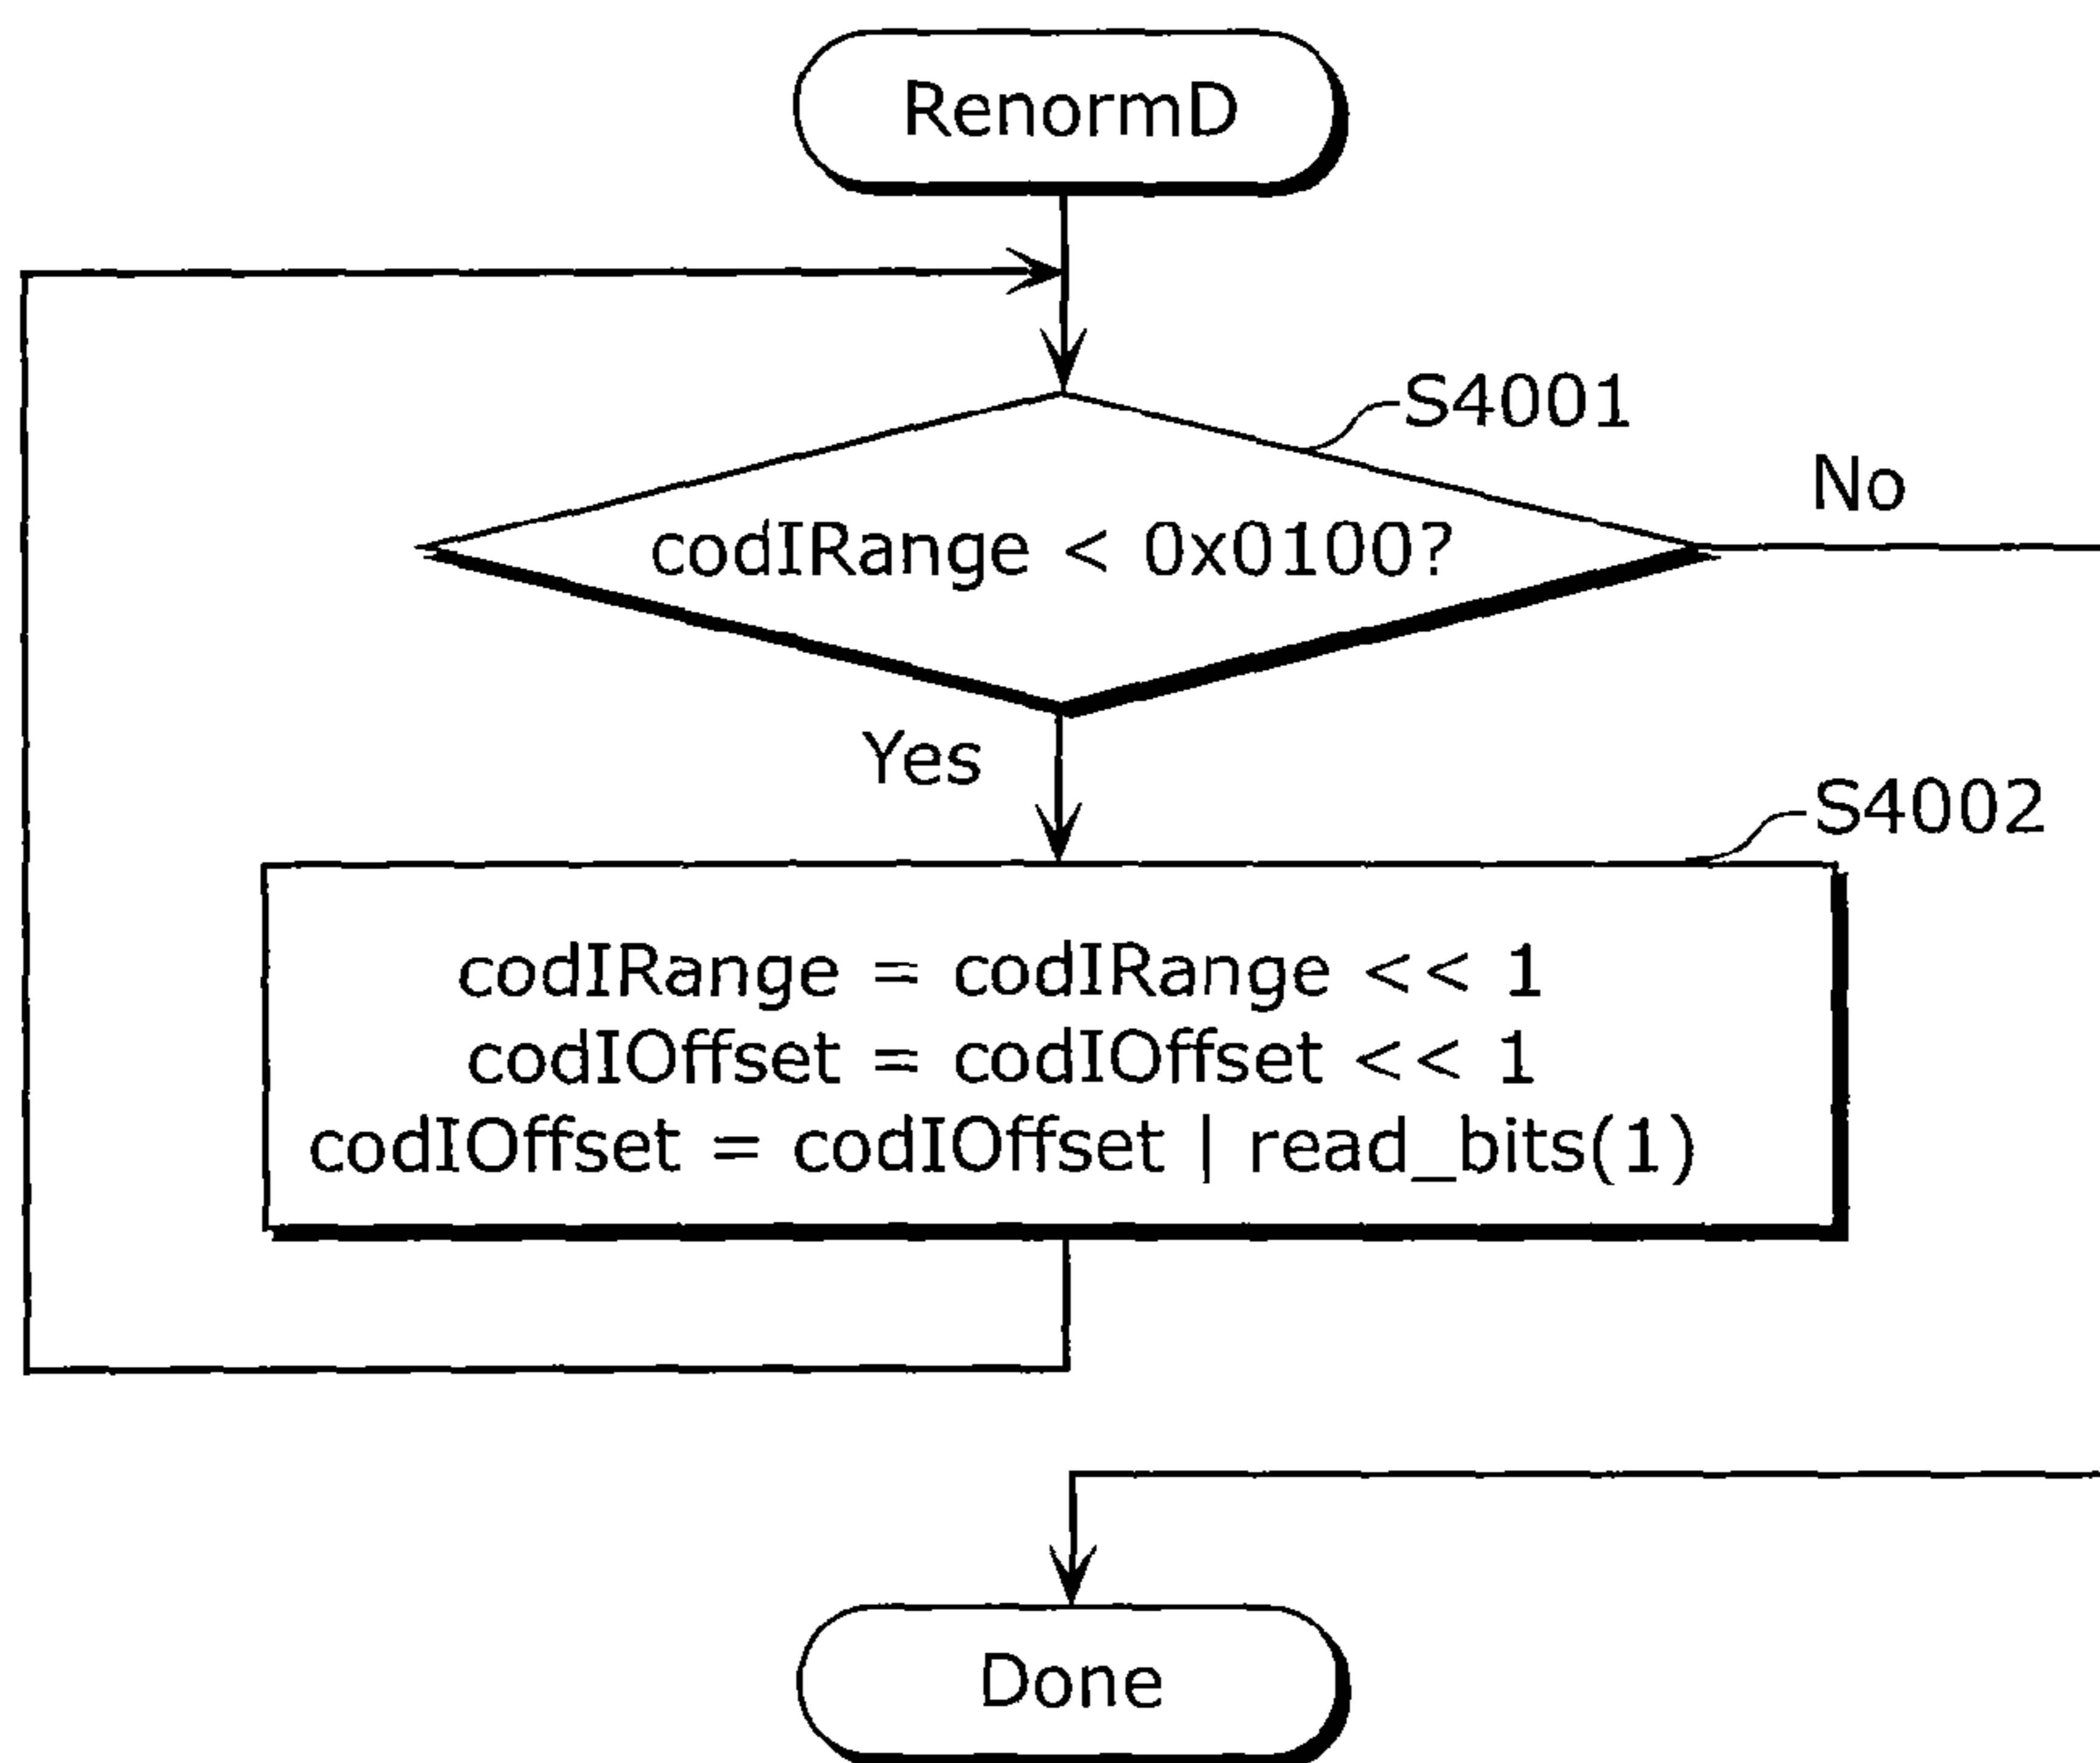 RenormD
S4001
No
codIRange < 0x0100?
Yes
S4002
codIRange = codIRange << 1
codIOffset = codIOffset << 1
codIOffset = codIOffset | read_bits(1)
Done